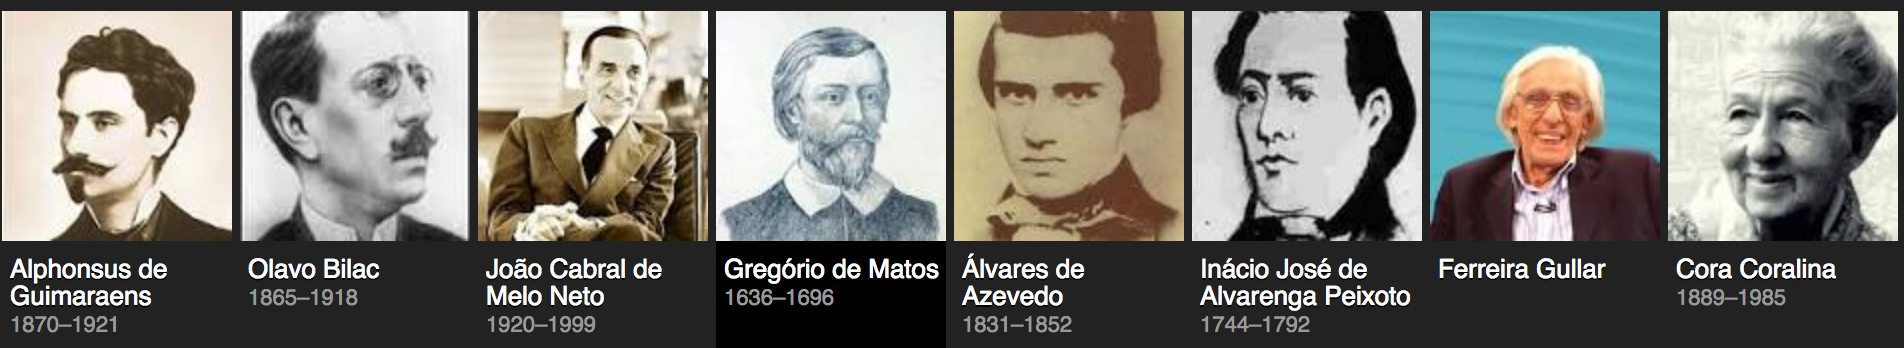 Alphonsus de
Guimaraens
1870–1921
Olavo Bilac
1865–1918
João Cabral de
Melo Neto
1920–1999
Gregório de Matos
1636–1696
Álvares de
Azevedo
1831–1852
Inácio José de
Alvarenga Peixoto
1744–1792
Ferreira Gullar
Cora Coralina
1889–1985